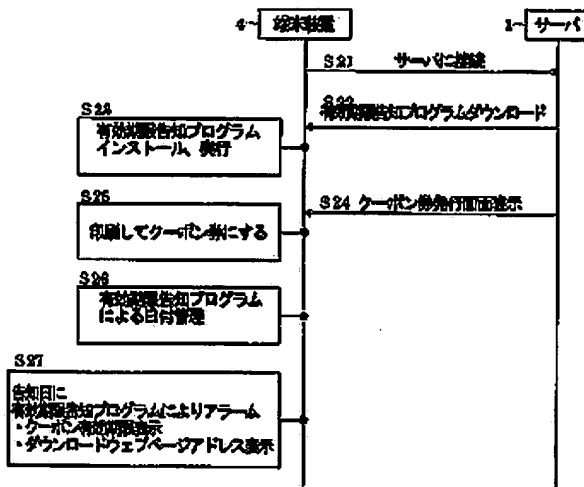 4~ 端末装置
1~ サーバ
S21 サーバに接続
S22
有効期限告知プログラムダウンロード
S23
有効期限告知プログラム
インストール、実行
S24 クーポン券発行画面表示
S25
印刷してクーポン券にする
S26
有効期限告知プログラム
による日付管理
S27
告知日に
有効期限告知プログラムによりアラーム
・クーポン有効期限表示
・ダウンロードウェブページアドレス表示